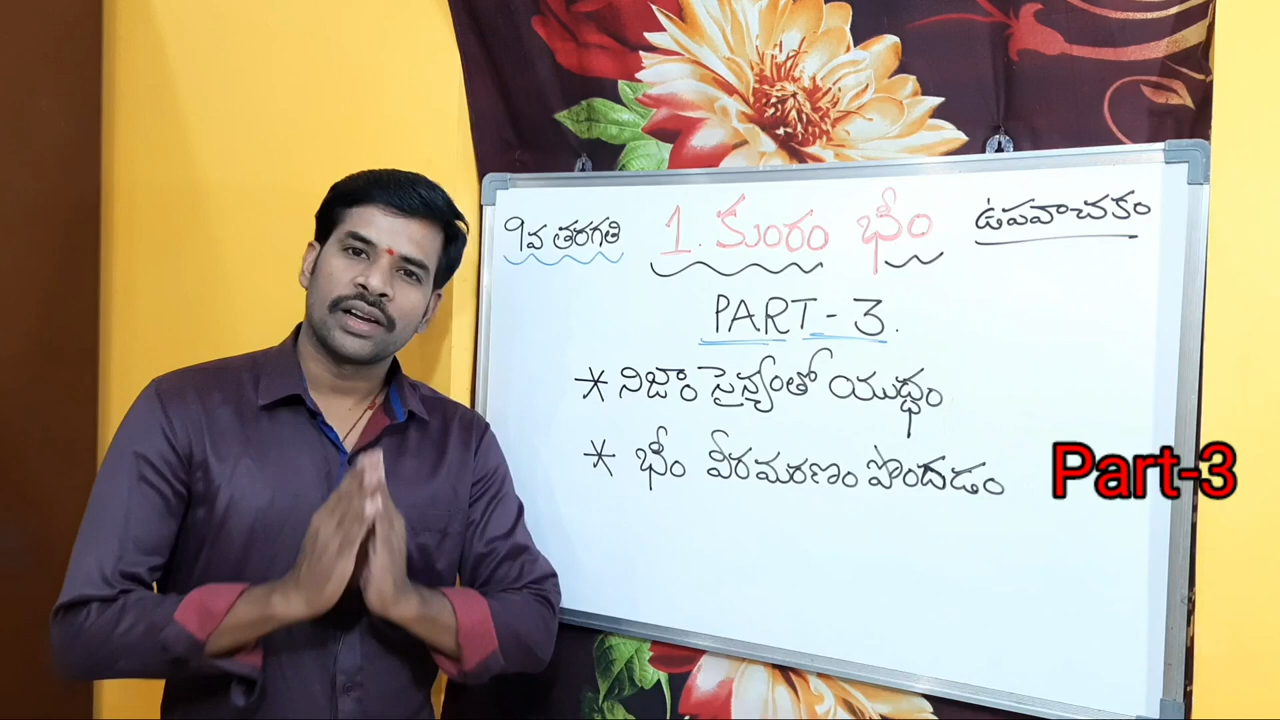 9వ తరగతి 1. కుంరం భీం ఉపవాచకం
PART-3.
* నిజాం సైన్యంతో యుద్ధం
* భీం వీరమరణం పొందడం
Part-3